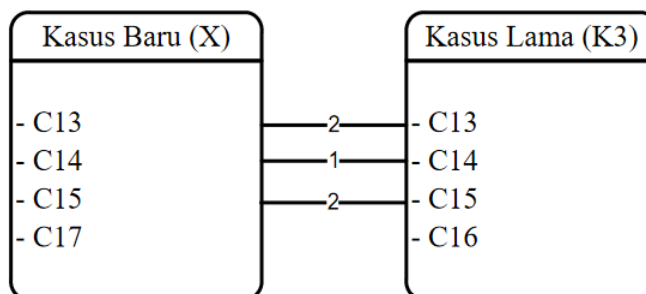 Kasus Baru (X)
- C13
- C14
- C15
- C17
2
1
2
Kasus Lama (K3)
- C13
- C14
- C15
- C16